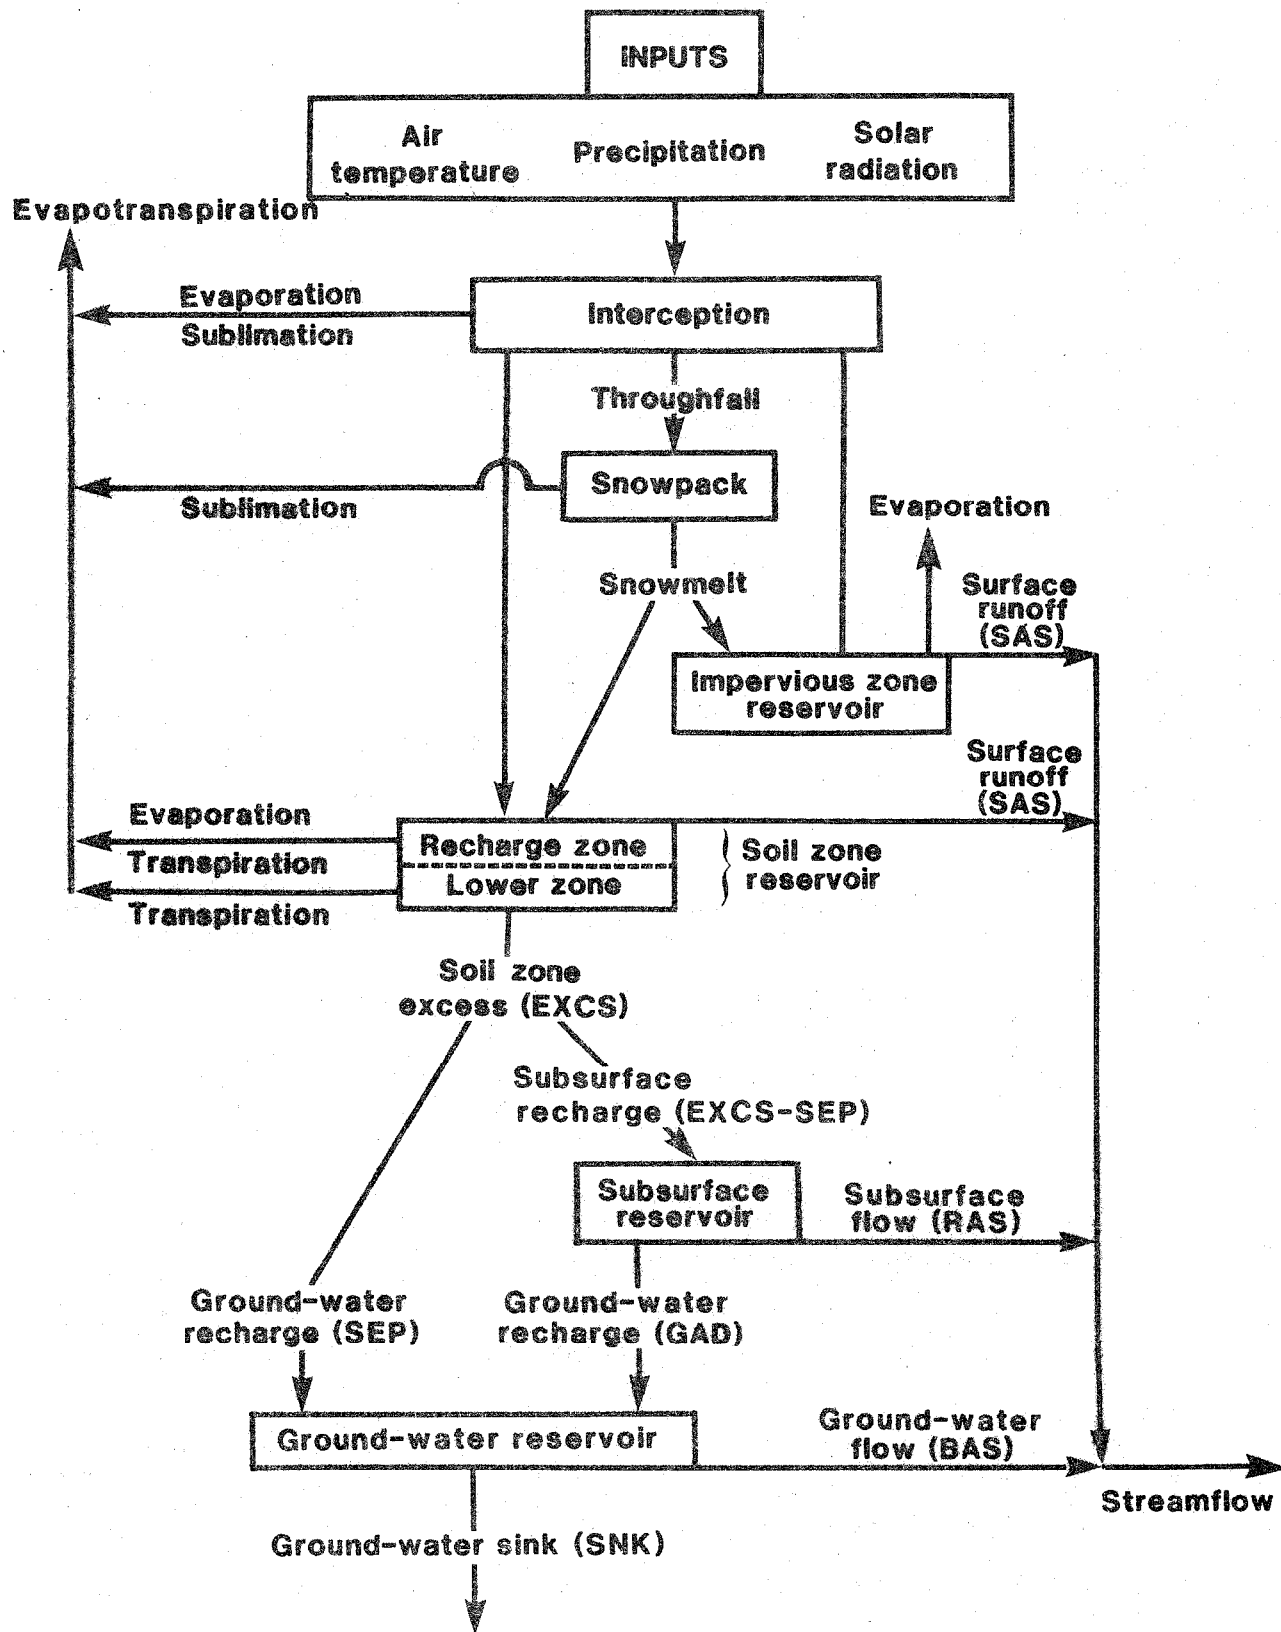 INPUTS
Air
temperature
Precipitation
Solar
radiation
Evapotranspiration
Evaporation
Sublimation
Interception
Throughfall
Snowpack
Sublimation
Evaporation
Snowmelt
Surface
runoff
(SAS)
Impervious zone
reservoir
Surface
runoff
(SAS)
Evaporation
Transpiration
Recharge zone
Lower zone
Soil zone
reservoir
Transpiration
Soil zone
excess (EXCS)
Subsurface
recharge (EXCS-SEP)
Subsurface
reservoir
Subsurface
flow (RAS)
Ground-water
recharge (SEP)
Ground-water
recharge (GAD)
Ground-water reservoir
Ground-water
flow (BAS)
Streamflow
Ground-water sink (SNK)